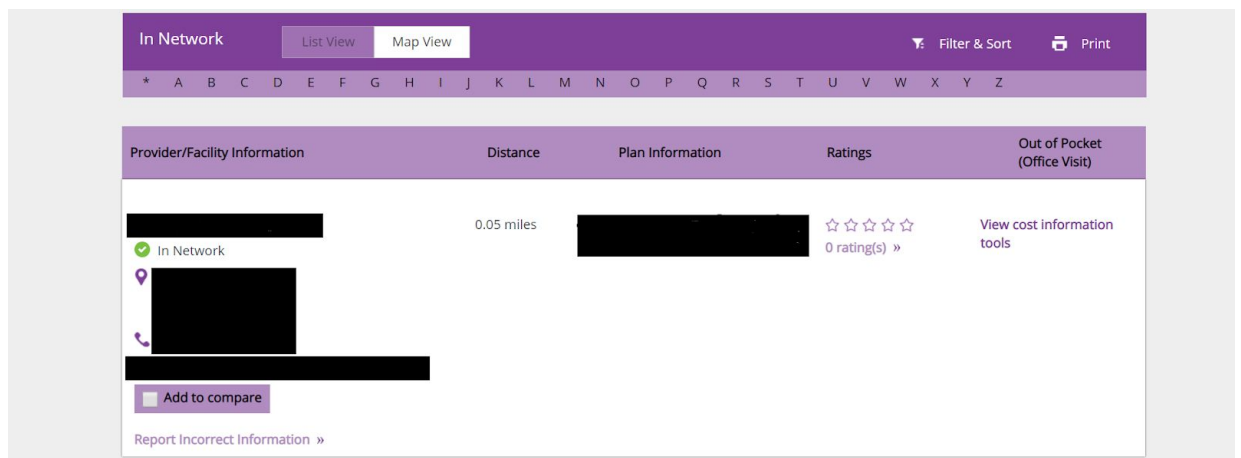 In Network List View Map View Filter & Sort Print
* A B C D E F G H I J K L M N O P Q R S T U V W X Y Z
Provider/Facility Information Distance Plan Information Ratings Out of Pocket
(Office Visit)
0.05 miles View cost information
tools
In Network 0 rating(s) »
Add to compare
Report Incorrect Information »